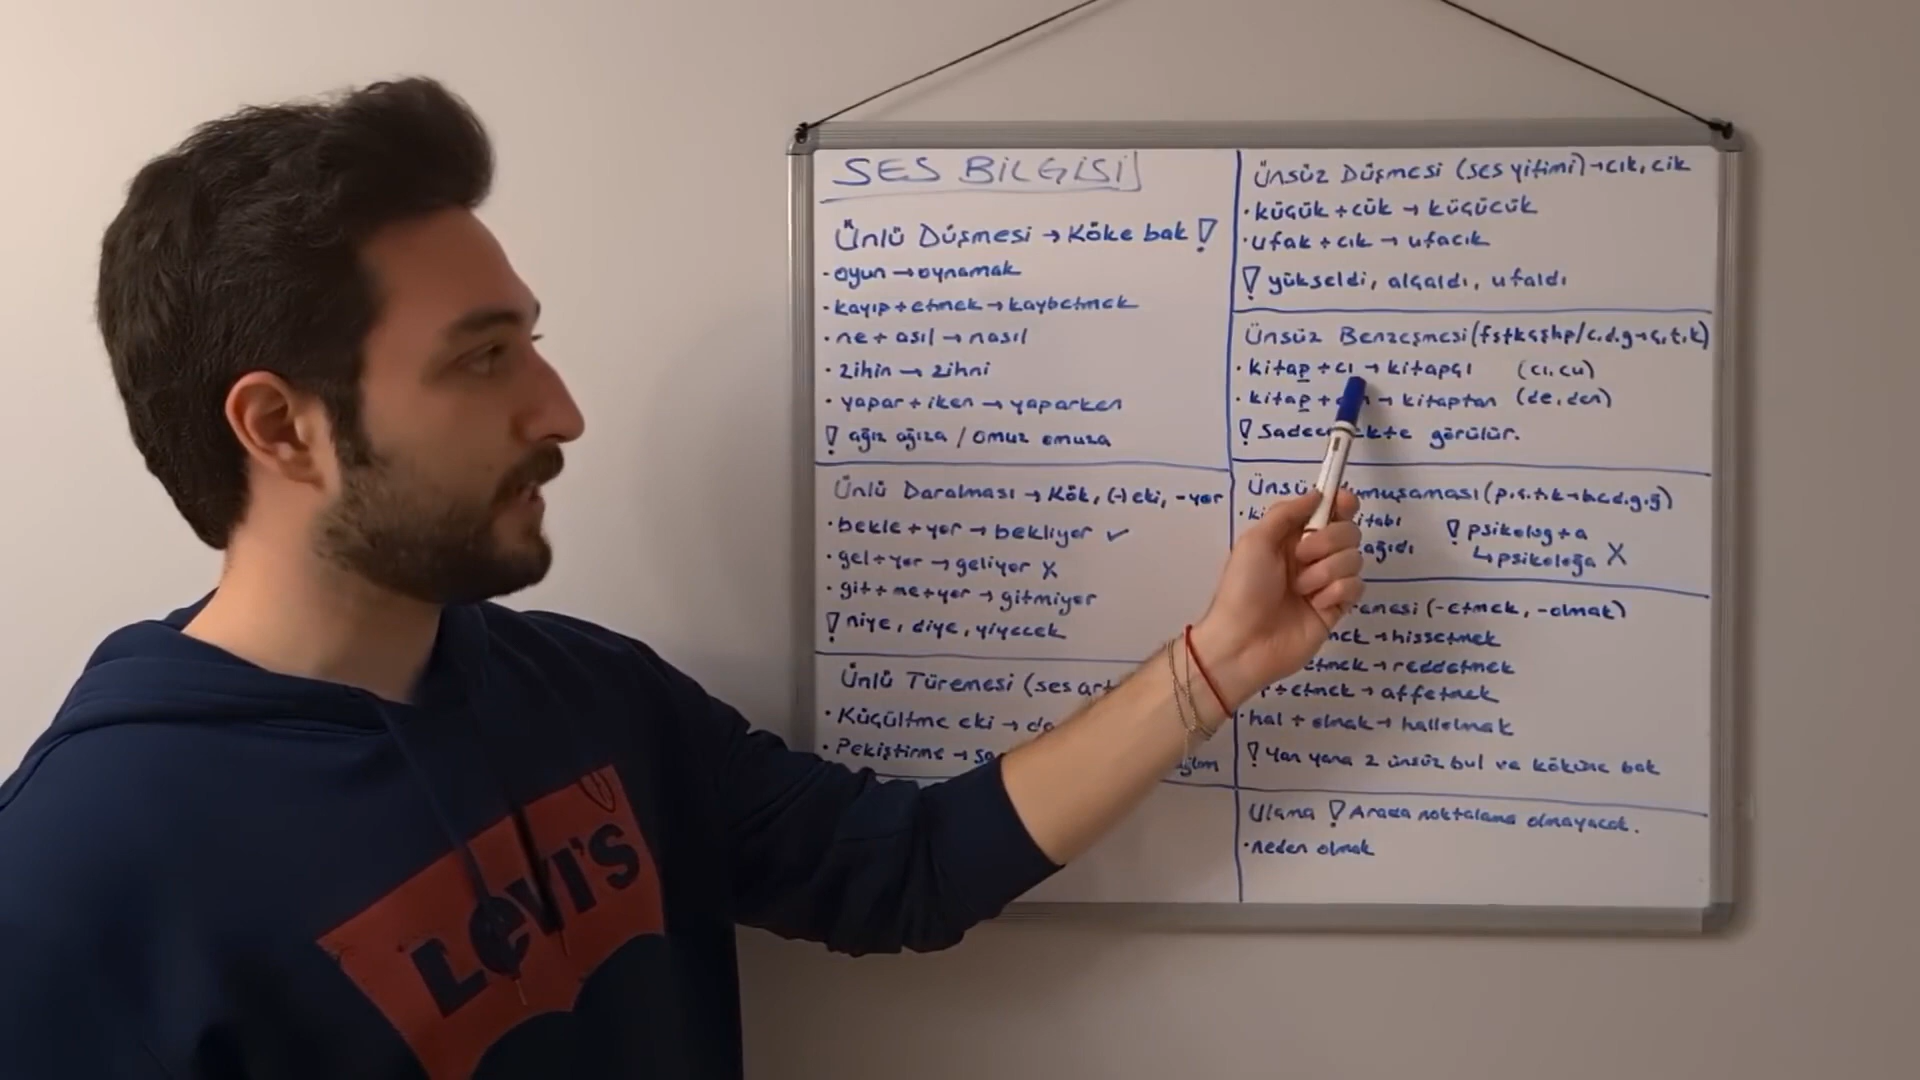 SES BİLGİSİ
Ünlü Düşmesi → Köke bak !
• oyun → oynamak
• kayıp + etmek → kaybetmek
• ne + asıl → nasıl
• zihin → zihni
• yapar + iken → yaparken
! ağız ağıza / omuz omuza
Ünlü Daralması → Kök, (-) eki, -yor
• bekle + yor → bekliyor ✓
• gel + yor → geliyor X
• git + me + yor → gitmiyor
! niye, diye, yiyecek
Ünlü Türemesi (ses art
• Küçültme eki → da
• Pekiştirme → sa
Ünsüz Düşmesi (ses yitimi) → cık, cik
• küçük + cük → küçücük
• ufak + cık → ufacık
! yükseldi, alçaldı, ufaldı
Ünsüz Benzeşmesi (fstkçşhp / c.d.g → ç.t.k)
• kitap + cı → kitapçı (cı, cu)
• kitap + → kitaptan (de, den)
! Sadece ekte görülür.
Ünsüz Yumuşaması (p.ç.t.k → b.c.d.g.ğ)
itabı ! psikolog + a
ağıdı ↳ psikoloğa X
remesi (-etmek, -olmak)
mek → hissetmek
etmek → reddetmek
+ etmek → affetmek
• hal + olmak → hallolmak
! Yan yana 2 ünsüz bul ve köküne bak
Ulama ! Arada noktalama olmayacak.
• neden olmak
LEVI'S